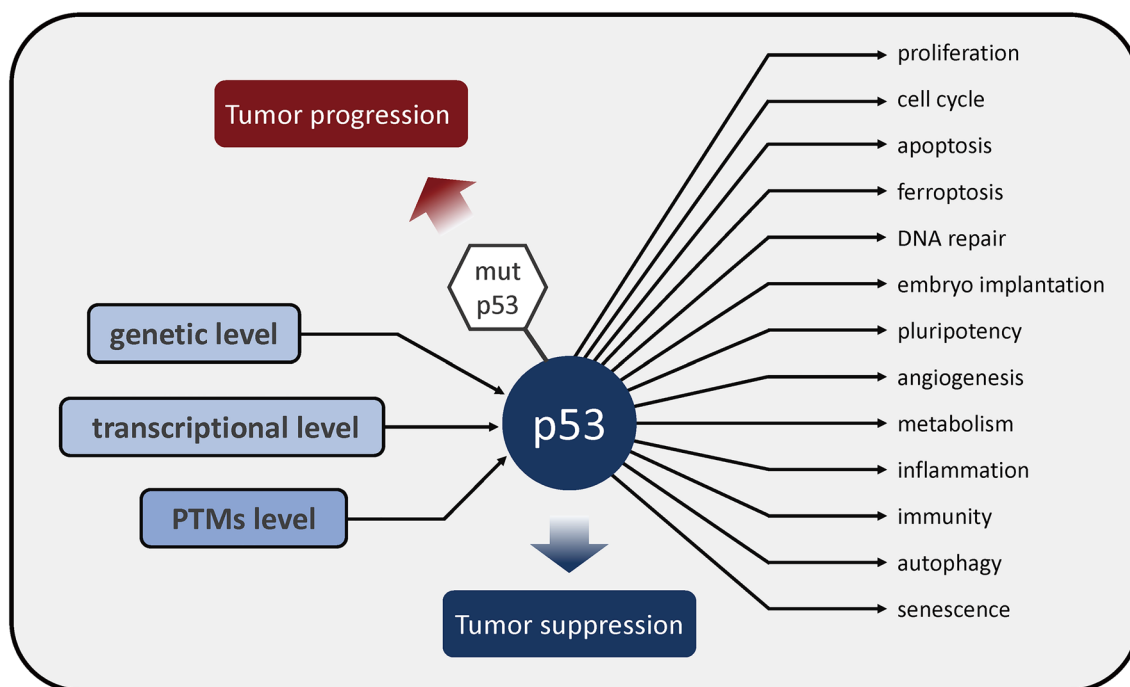 Tumor progression
mut
p53
genetic level
transcriptional level
PTMs level
p53
Tumor suppression
proliferation
cell cycle
apoptosis
ferroptosis
DNA repair
embryo implantation
pluripotency
angiogenesis
metabolism
inflammation
immunity
autophagy
senescence